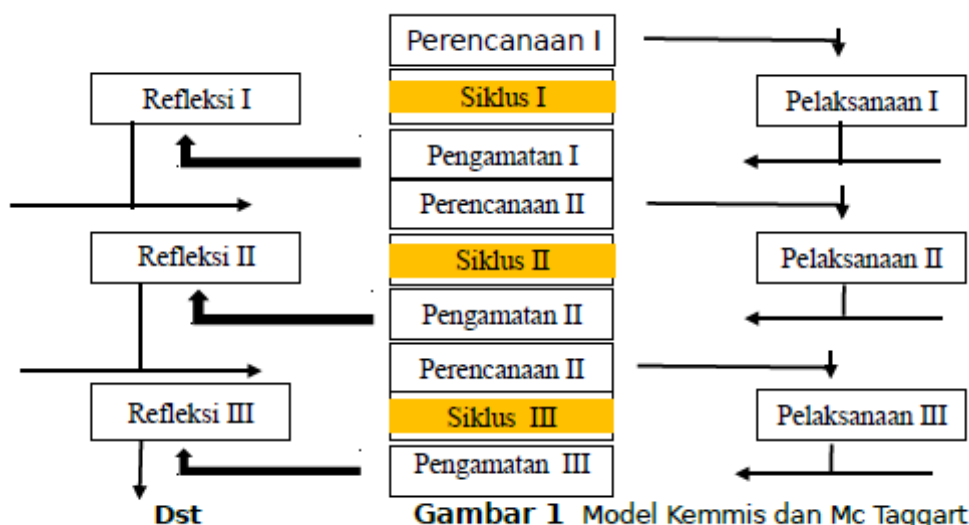 Perencanaan I
Refleksi I
Siklus I
Pelaksanaan I
Pengamatan I
Perencanaan II
Refleksi II
Siklus II
Pelaksanaan II
Pengamatan II
Perencanaan II
Refleksi III
Siklus III
Pelaksanaan III
Pengamatan III
Dst
Gambar 1 Model Kemmis dan Mc Taggart